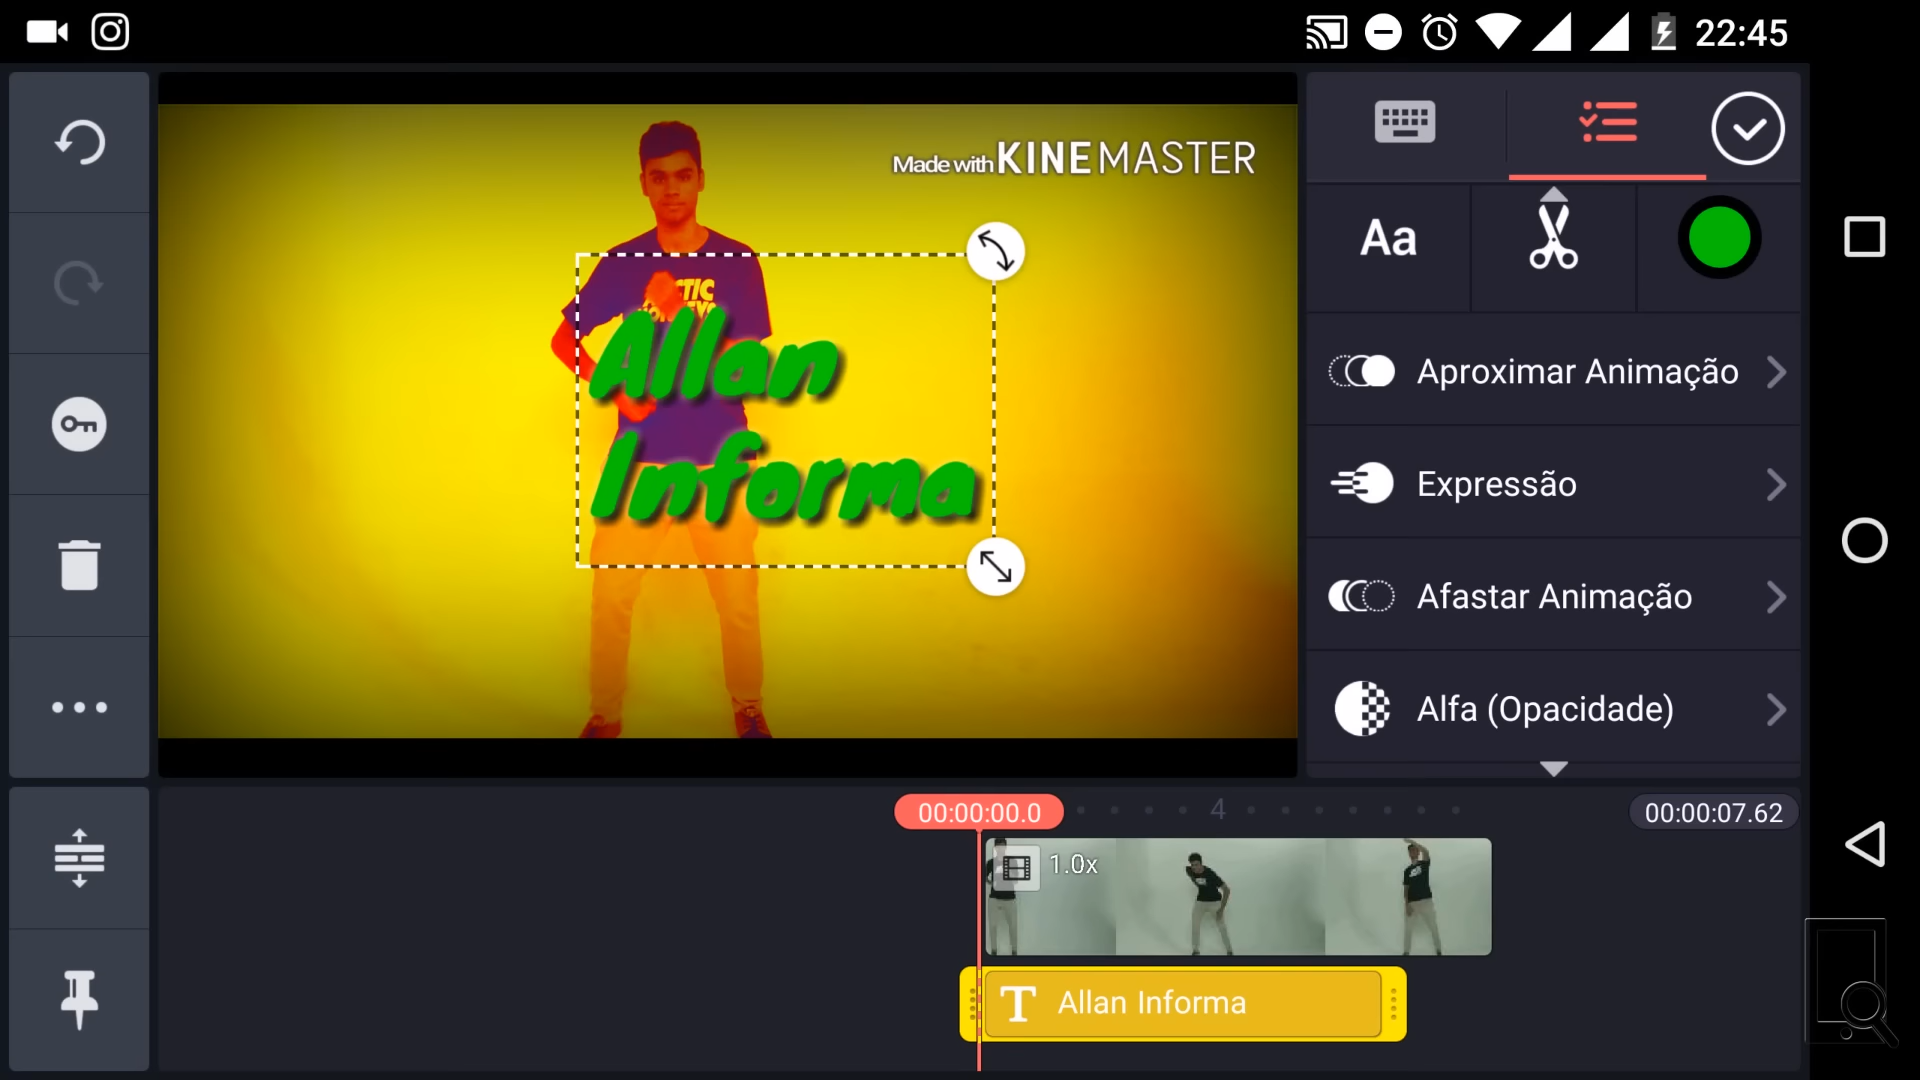 22:45
Made with KINEMASTER
Allan
Informa
Aa
Aproximar Animação
Expressão
Afastar Animação
Alfa (Opacidade)
00:00:00.0
4
00:00:07.62
1.0x
T Allan Informa